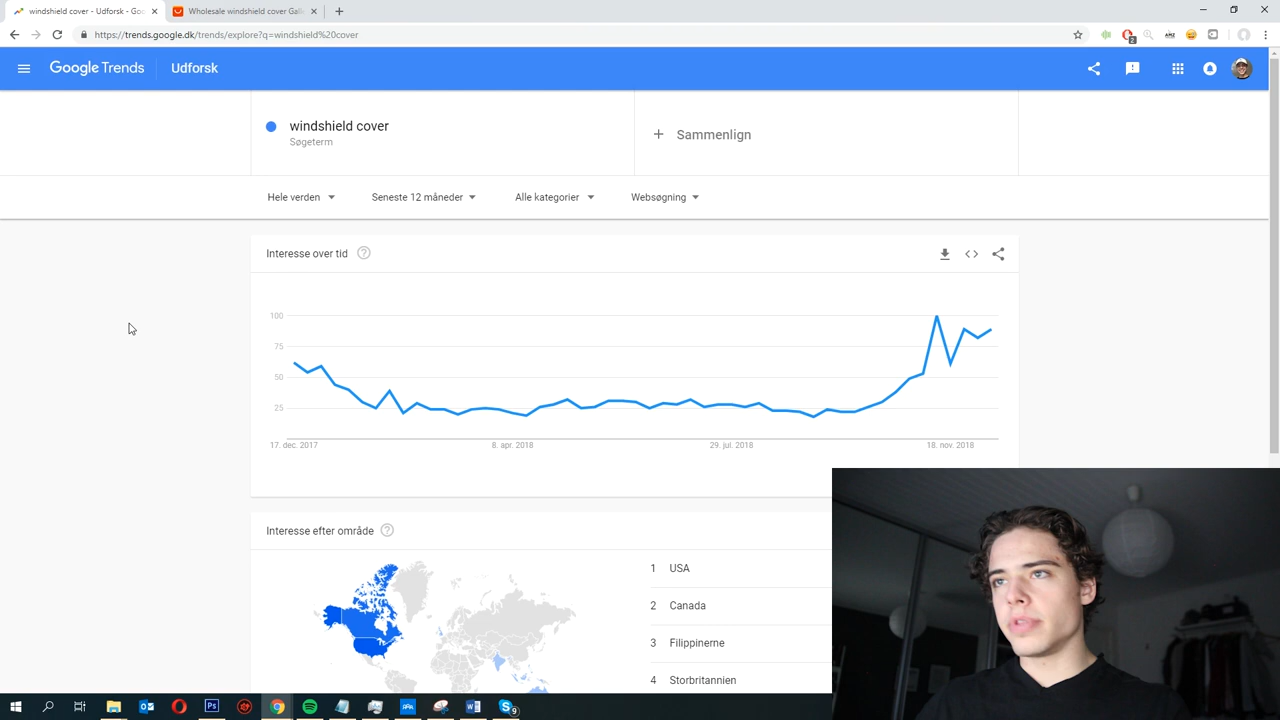 windshield cover - Udforsk - Goo
Wholesale windshield cover Gall
https://trends.google.dk/trends/explore?q=windshield%20cover
2
Google Trends
Udforsk
windshield cover
Søgeterm
+ Sammenlign
Hele verden
Seneste 12 måneder
Alle kategorier
Websøgning
Interesse over tid
100
75
50
25
17. dec. 2017
8. apr. 2018
29. jul. 2018
18. nov. 2018
Interesse efter område
1 USA
2 Canada
3 Filippinerne
4 Storbritannien